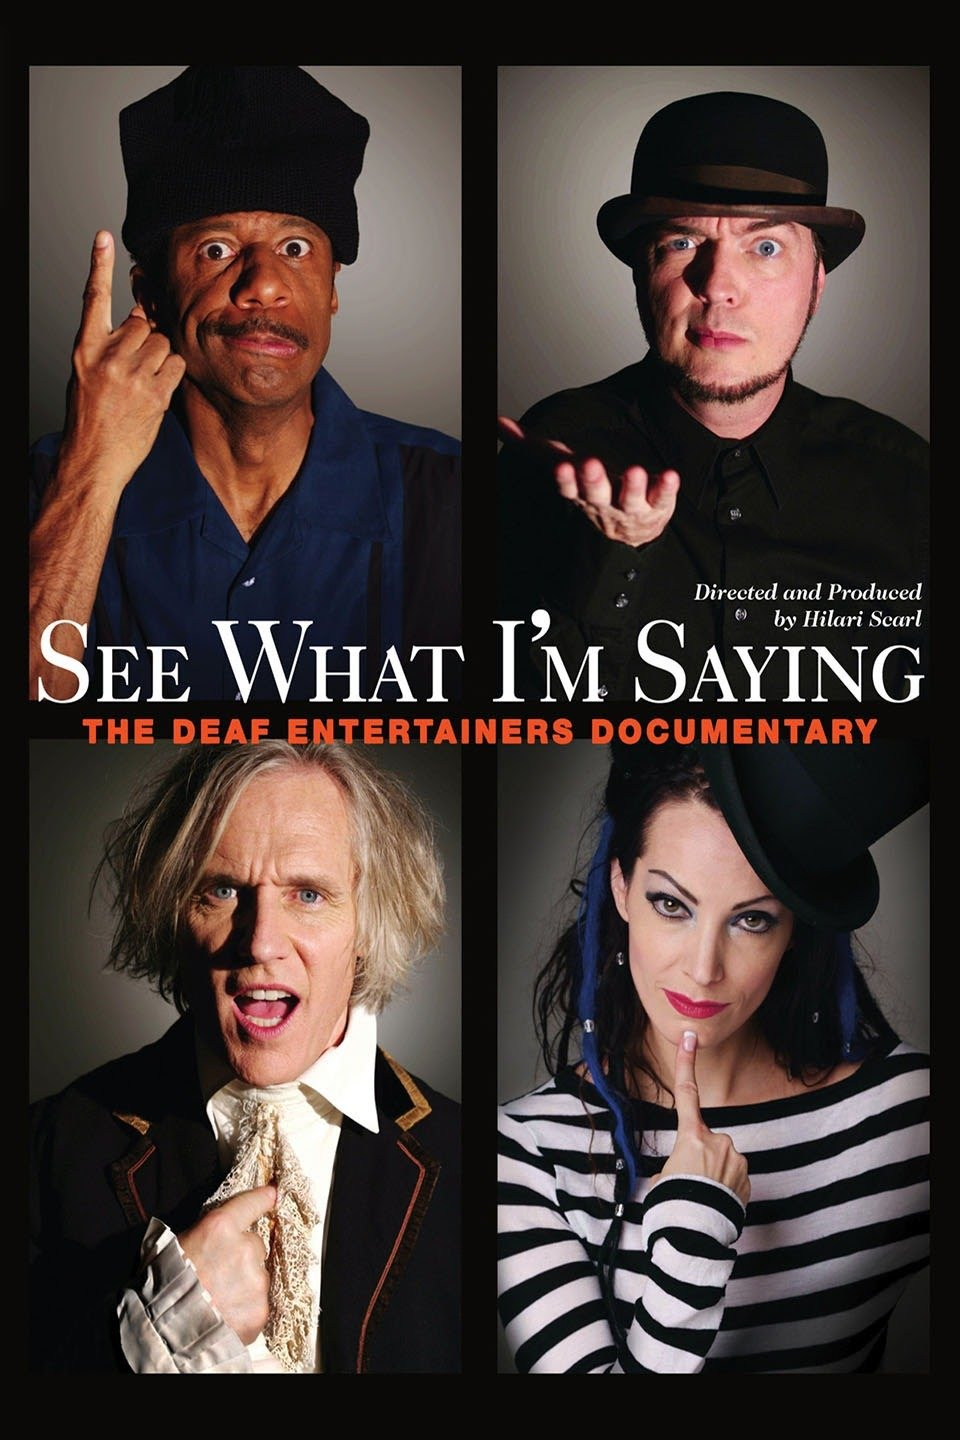 Directed and Produced
by Hilari Scarl
SEE WHAT I'M SAYING
THE DEAF ENTERTAINERS DOCUMENTARY